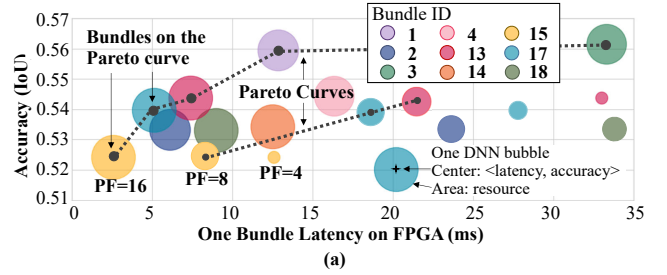 0.57
0.56
0.55
0.54
0.53
0.52
0.51
Accuracy (IoU)
Bundles on the
Pareto curve
Bundle ID
1 4 15
2 13 17
3 14 18
Pareto Curves
PF=16
PF=8
PF=4
One DNN bubble
Center: <latency, accuracy>
Area: resource
0 5 10 15 20 25 30 35
One Bundle Latency on FPGA (ms)
(a)